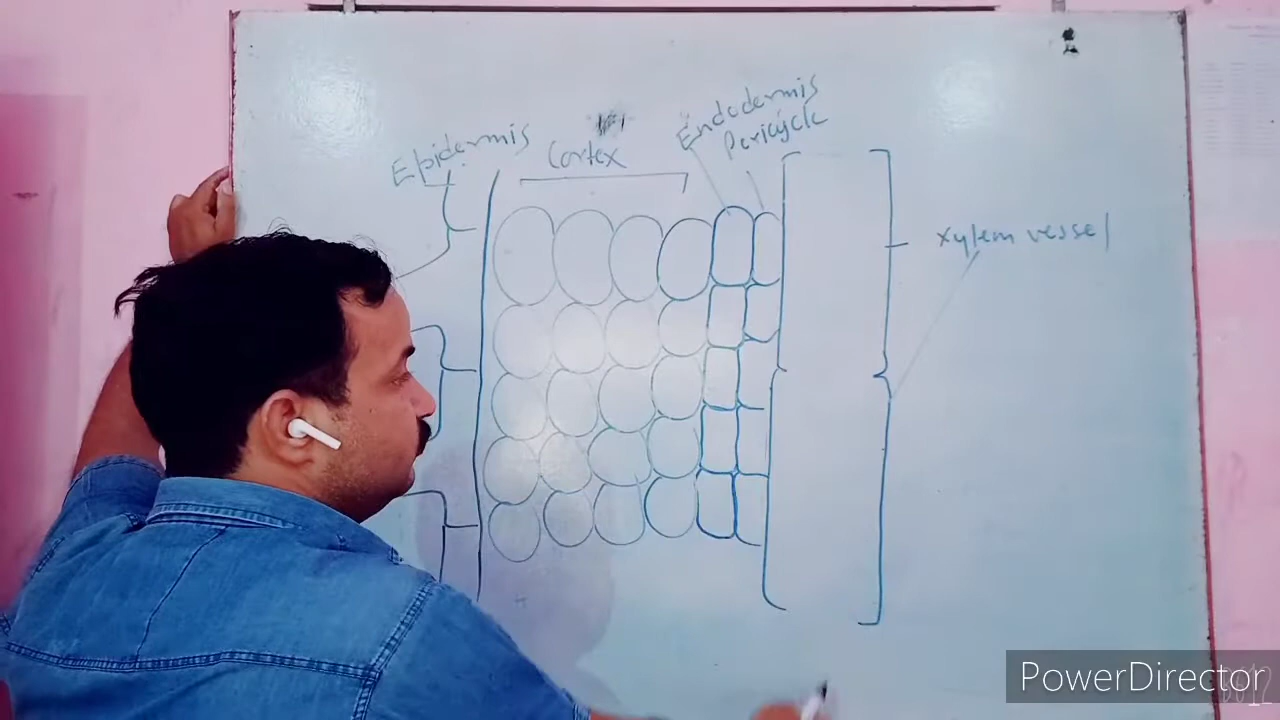 Endodermis
Pericycle
Epidermis
Cortex
xylem vessel
PowerDirector